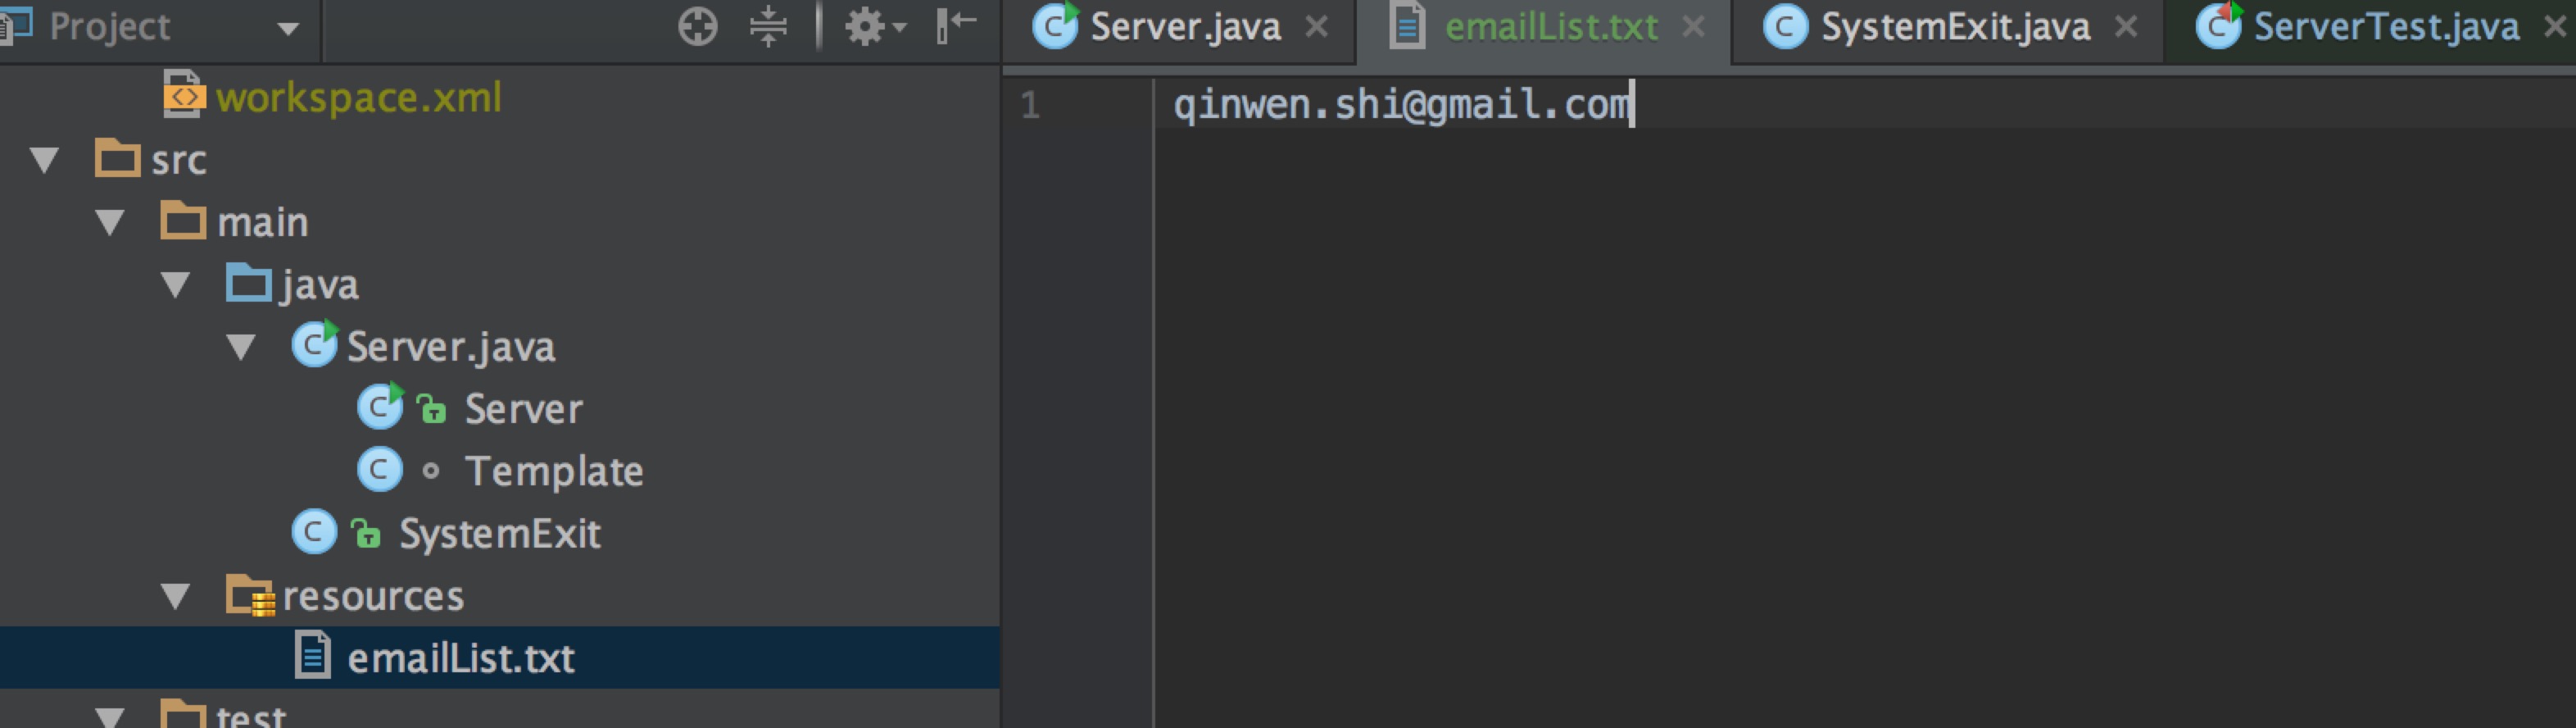 Project
Server.java
emailList.txt
SystemExit.java
ServerTest.java
workspace.xml
src
main
java
Server.java
Server
Template
SystemExit
resources
emailList.txt
test
1 qinwen.shi@gmail.com